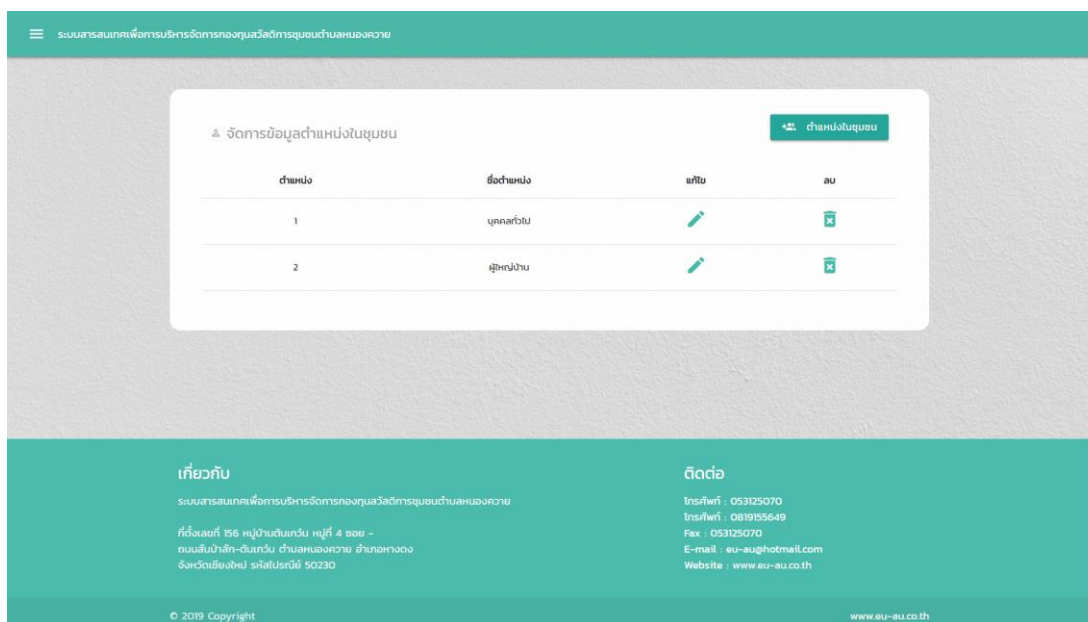 ระบบสารสนเทศเพื่อการบริหารจัดการกองทุนสวัสดิการชุมชนตำบลหนองควาย
จัดการข้อมูลตำแหน่งในชุมชน
ตำแหน่งในชุมชน
ตำแหน่ง ชื่อตำแหน่ง แก้ไข ลบ
1 บุคคลทั่วไป
2 ผู้ใหญ่บ้าน
เกี่ยวกับ
ระบบสารสนเทศเพื่อการบริหารจัดการกองทุนสวัสดิการชุมชนตำบลหนองควาย
ที่ตั้งเลขที่ 156 หมู่บ้านต้นเกว๋น หมู่ที่ 4 ซอย -
ถนนสันป่าสัก-ต้นเกว๋น ตำบลหนองควาย อำเภอหางดง
จังหวัดเชียงใหม่ รหัสไปรณีย์ 50230
ติดต่อ
โทรศัพท์ : 053125070
โทรศัพท์ : 0819155649
Fax : 053125070
E-mail : eu-au@hotmail.com
Website : www.eu-au.co.th
© 2019 Copyright
www.eu-au.co.th